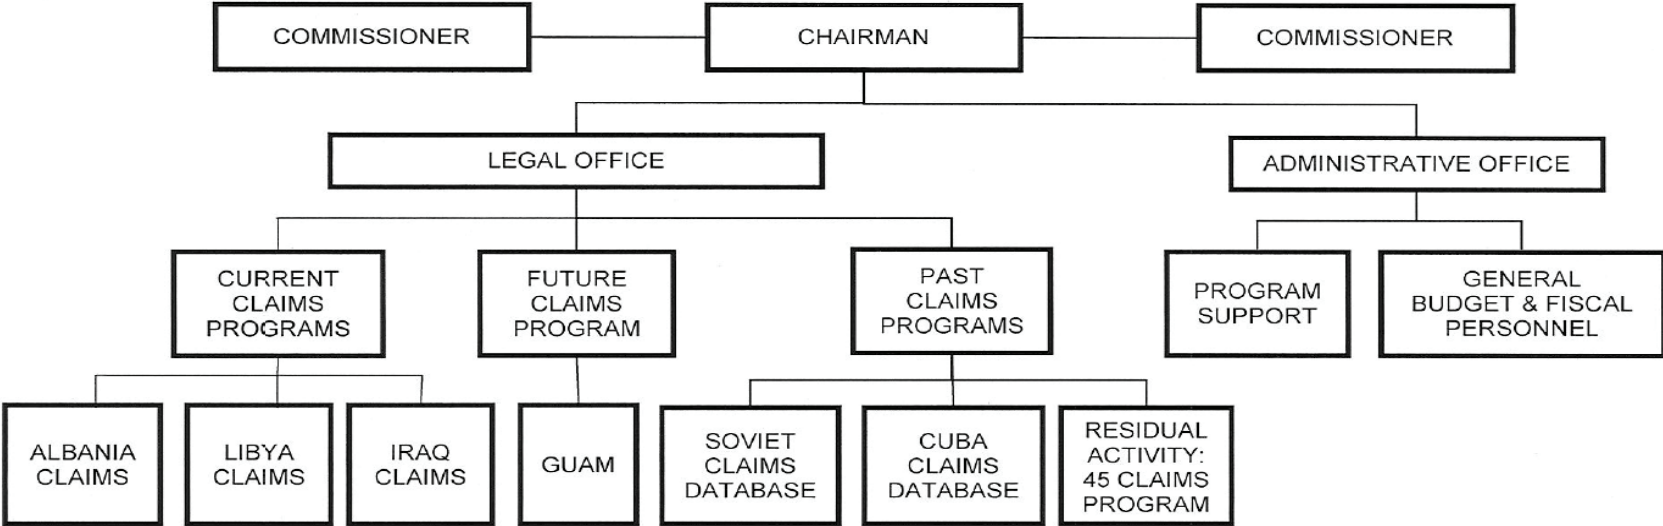 COMMISSIONER
CHAIRMAN
COMMISSIONER
LEGAL OFFICE
ADMINISTRATIVE OFFICE
CURRENT
CLAIMS
PROGRAMS
FUTURE
CLAIMS
PROGRAM
PAST
CLAIMS
PROGRAMS
PROGRAM
SUPPORT
GENERAL
BUDGET & FISCAL
PERSONNEL
ALBANIA
CLAIMS
LIBYA
CLAIMS
IRAQ
CLAIMS
GUAM
SOVIET
CLAIMS
DATABASE
CUBA
CLAIMS
DATABASE
RESIDUAL
ACTIVITY:
45 CLAIMS
PROGRAM